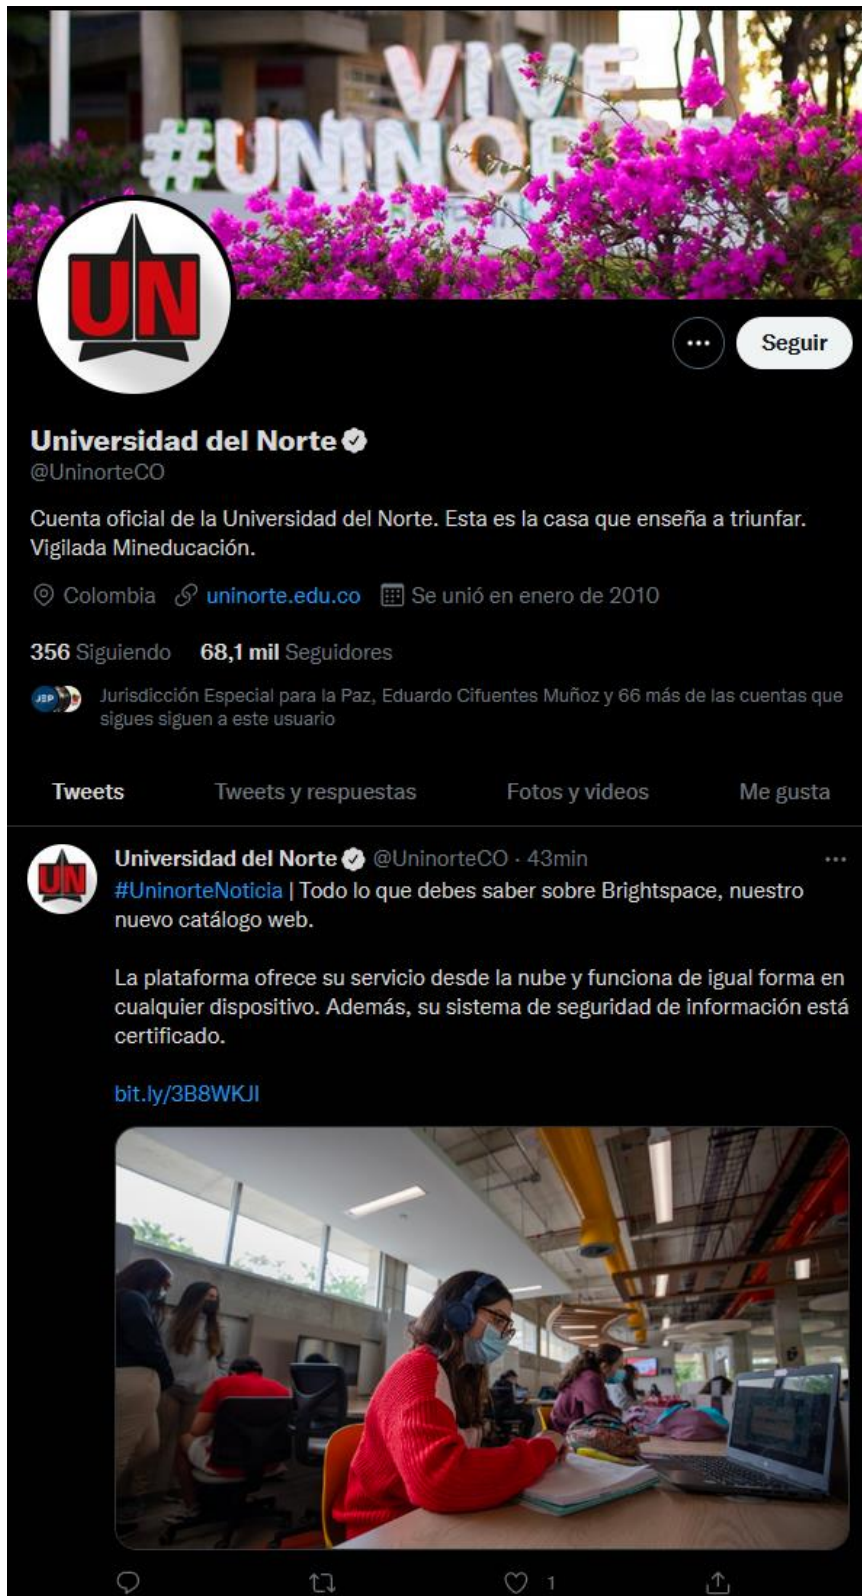 VIVE
#UNINORTE
UN
Seguir
Universidad del Norte
@UninorteCO
Cuenta oficial de la Universidad del Norte. Esta es la casa que enseña a triunfar.
Vigilada Mineducación.
Colombia uninorte.edu.co Se unió en enero de 2010
356 Siguiendo 68,1 mil Seguidores
JEP
Jurisdicción Especial para la Paz, Eduardo Cifuentes Muñoz y 66 más de las cuentas que
sigues siguen a este usuario
Tweets Tweets y respuestas Fotos y videos Me gusta
UN
Universidad del Norte @UninorteCO · 43min
#UninorteNoticia | Todo lo que debes saber sobre Brightspace, nuestro
nuevo catálogo web.
La plataforma ofrece su servicio desde la nube y funciona de igual forma en
cualquier dispositivo. Además, su sistema de seguridad de información está
certificado.
bit.ly/3B8WKJI
1